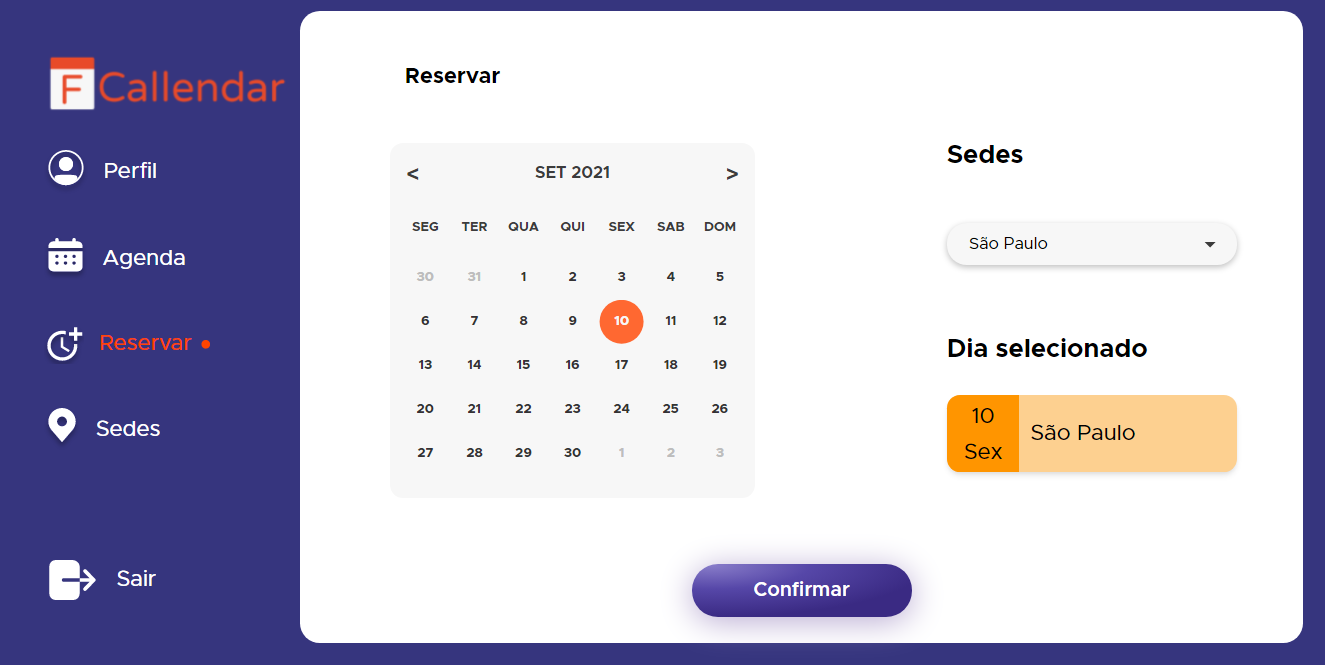 F Callendar
Perfil
Agenda
Reservar
Sedes
Sair
Reservar
< SET 2021 >
SEG TER QUA QUI SEX SAB DOM
30 31 1 2 3 4 5
6 7 8 9 10 11 12
13 14 15 16 17 18 19
20 21 22 23 24 25 26
27 28 29 30 1 2 3
Sedes
São Paulo
Dia selecionado
10
Sex
São Paulo
Confirmar